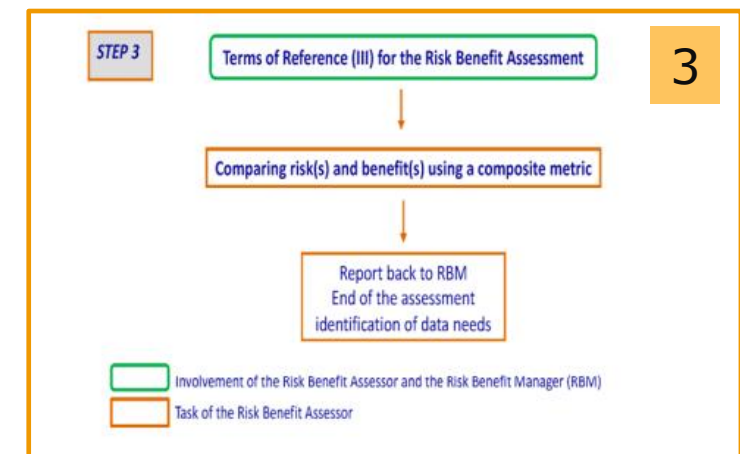 STEP 3
Terms of Reference (III) for the Risk Benefit Assessment
3
Comparing risk(s) and benefit(s) using a composite metric
Report back to RBM
End of the assessment
identification of data needs
Involvement of the Risk Benefit Assessor and the Risk Benefit Manager (RBM)
Task of the Risk Benefit Assessor